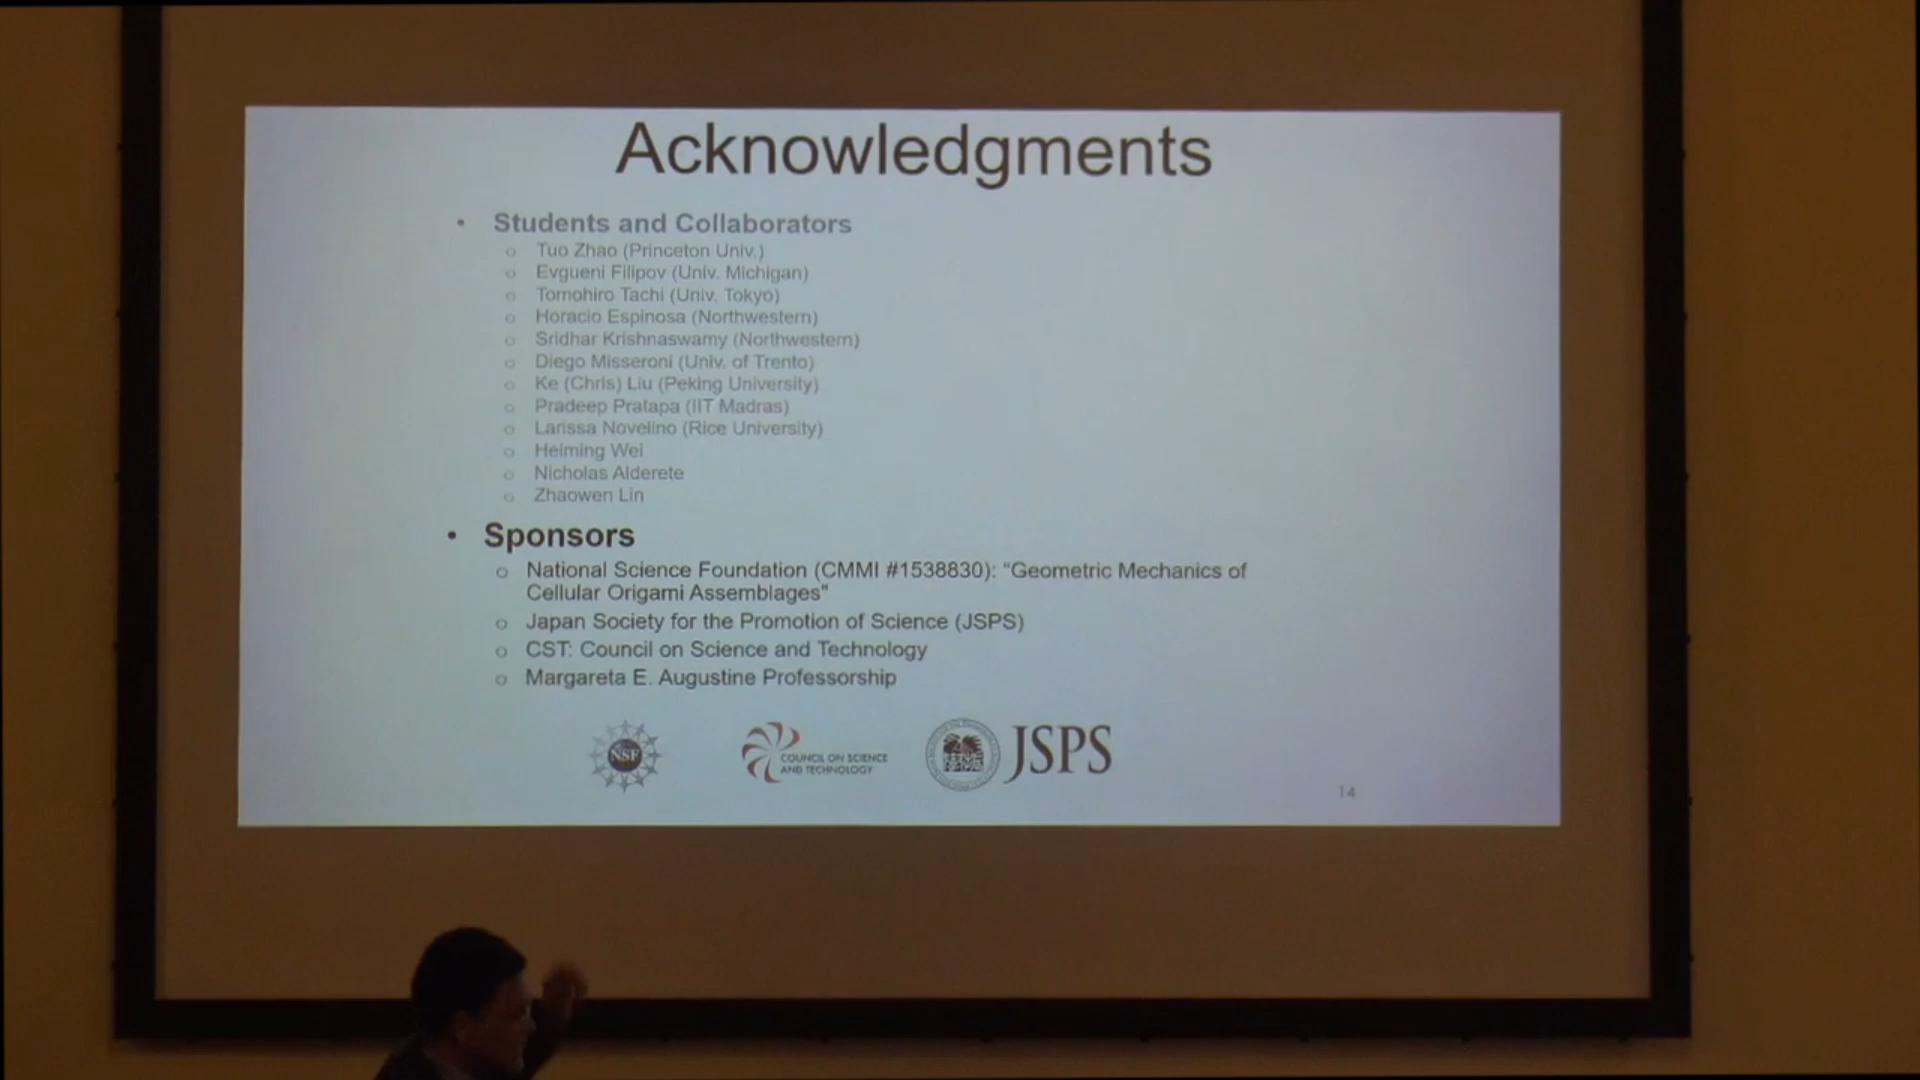 Acknowledgments
• Students and Collaborators
o Tuo Zhao (Princeton Univ.)
o Evgueni Filipov (Univ. Michigan)
o Tomohiro Tachi (Univ. Tokyo)
o Horacio Espinosa (Northwestern)
o Sridhar Krishnaswamy (Northwestern)
o Diego Misseroni (Univ. of Trento)
o Ke (Chris) Liu (Peking University)
o Pradeep Pratapa (IIT Madras)
o Larissa Novelino (Rice University)
o Heiming Wei
o Nicholas Alderete
o Zhaowen Lin
• Sponsors
o National Science Foundation (CMMI #1538830): “Geometric Mechanics of
Cellular Origami Assemblages"
o Japan Society for the Promotion of Science (JSPS)
o CST: Council on Science and Technology
o Margareta E. Augustine Professorship
NSF
COUNCIL ON SCIENCE
AND TECHNOLOGY
JSPS
14